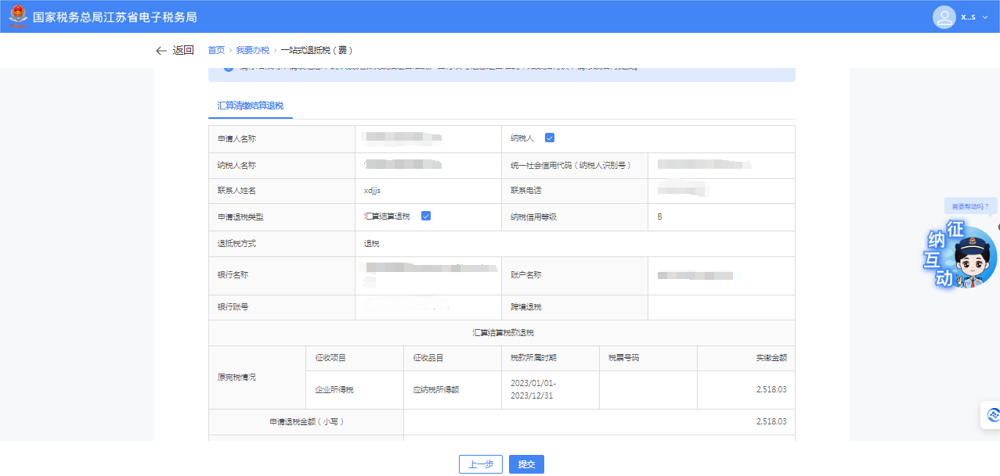 国家税务总局江苏省电子税务局
x...s
返回 首页 › 我要办税 › 一站式退抵税（费）
汇算清缴结算退税
申请人名称 纳税人
纳税人名称 统一社会信用代码（纳税人识别号）
联系人姓名 xdjjs 联系电话
申请退税类型 汇算结算退税 纳税信用等级 B
退抵税方式 退税
银行名称 账户名称
银行账号 跨境退税
汇算结算税款退税
原完税情况 征收项目 征收品目 税款所属时期 税票号码 实缴金额
企业所得税 应纳税所得额 2023/01/01-
2023/12/31 2,518.03
申请退税金额（小写） 2,518.03
上一步 提交
需要帮助吗？
征纳互动